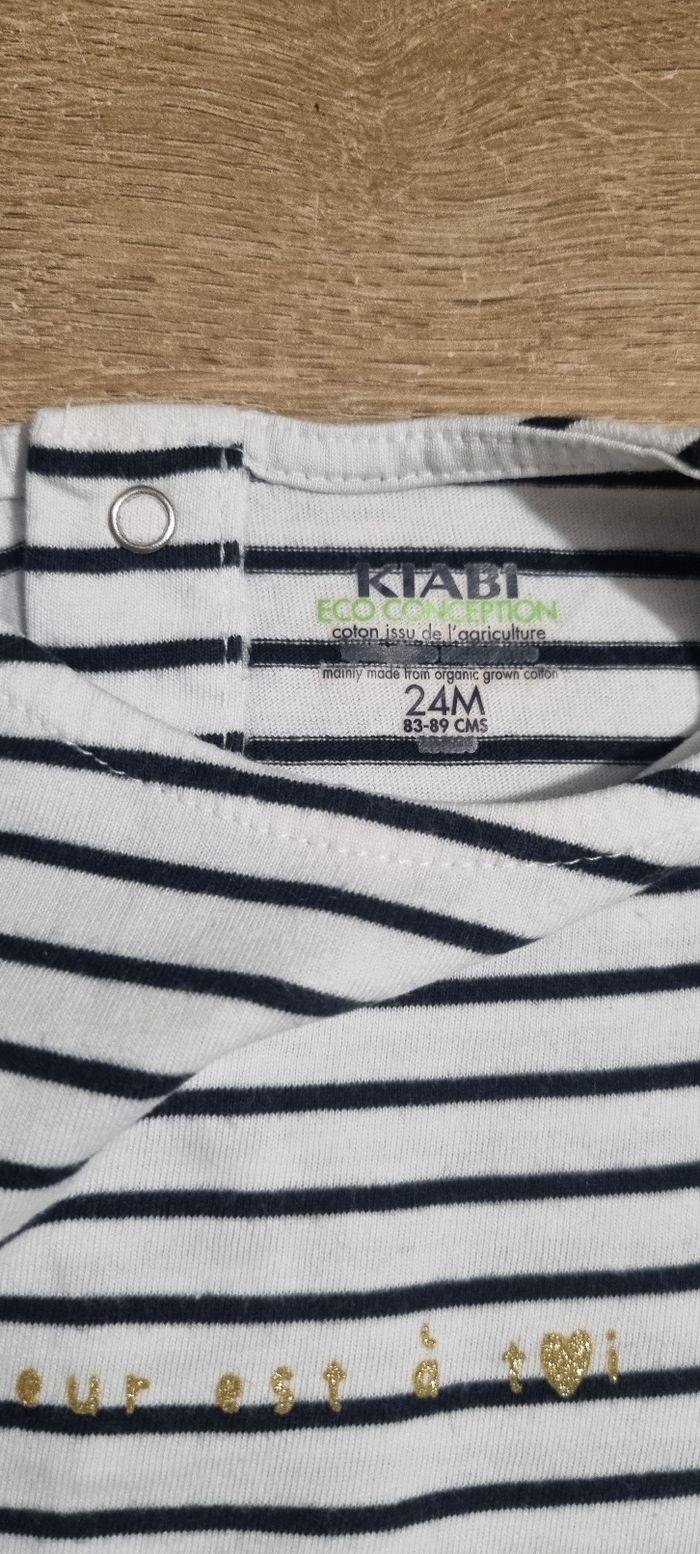 KIABI
ECO CONCEPTION
coton issu de l'agriculture
mainly made from organic grown cotton
24M
83-89 CMS
eur est à toi